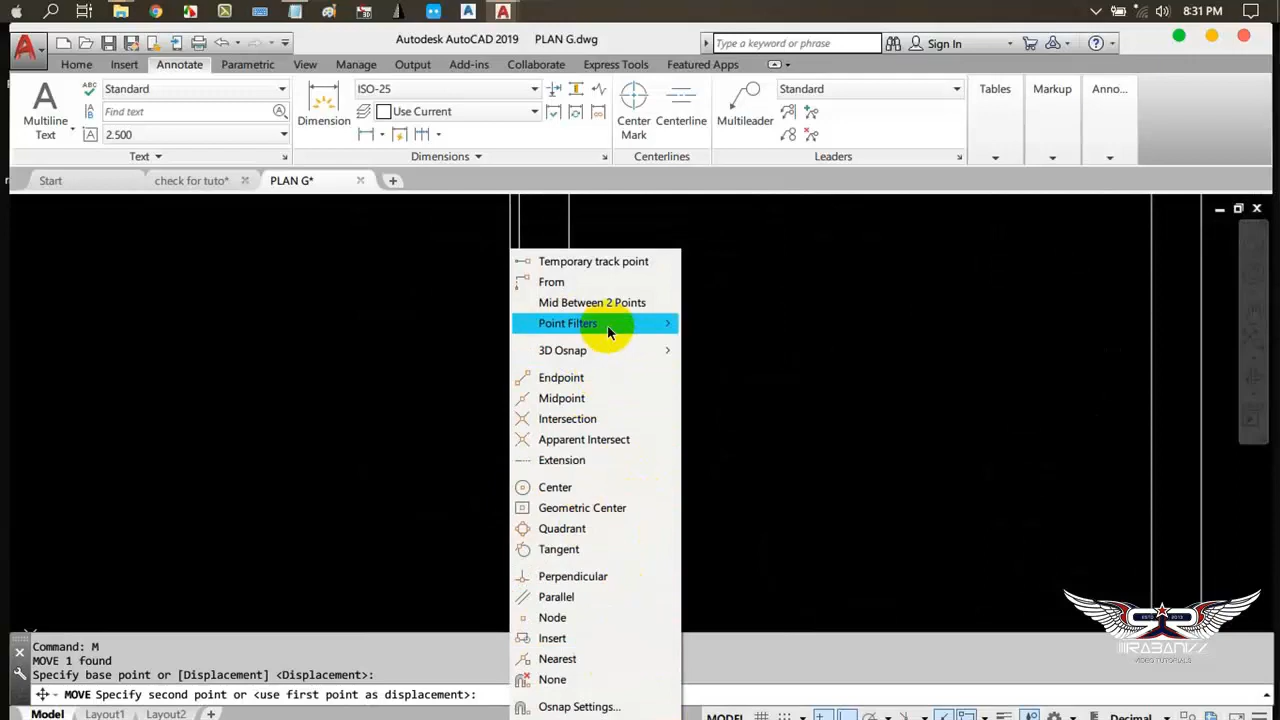 8:31 PM
Autodesk AutoCAD 2019 PLAN G.dwg
Type a keyword or phrase
Sign In
Home Insert Annotate Parametric View Manage Output Add-ins Collaborate Express Tools Featured Apps
ABC
Standard
ISO-25
Standard
Tables
Markup
Anno...
Find text
Use Current
Multiline
Text
Dimension
Center
Mark
Centerline
Multileader
2.500
Text
Dimensions
Centerlines
Leaders
Start
check for tuto*
PLAN G*
Temporary track point
From
Mid Between 2 Points
Point Filters
3D Osnap
Endpoint
Midpoint
Intersection
Apparent Intersect
Extension
Center
Geometric Center
Quadrant
Tangent
Perpendicular
Parallel
Node
Insert
Nearest
None
Osnap Settings...
VIDEO TUTORIALS
Command: M
MOVE 1 found
Specify base point or [Displacement] <Displacement>:
MOVE Specify second point or <use first point as displacement>:
Model Layout1 Layout2
MODEL
Decimal